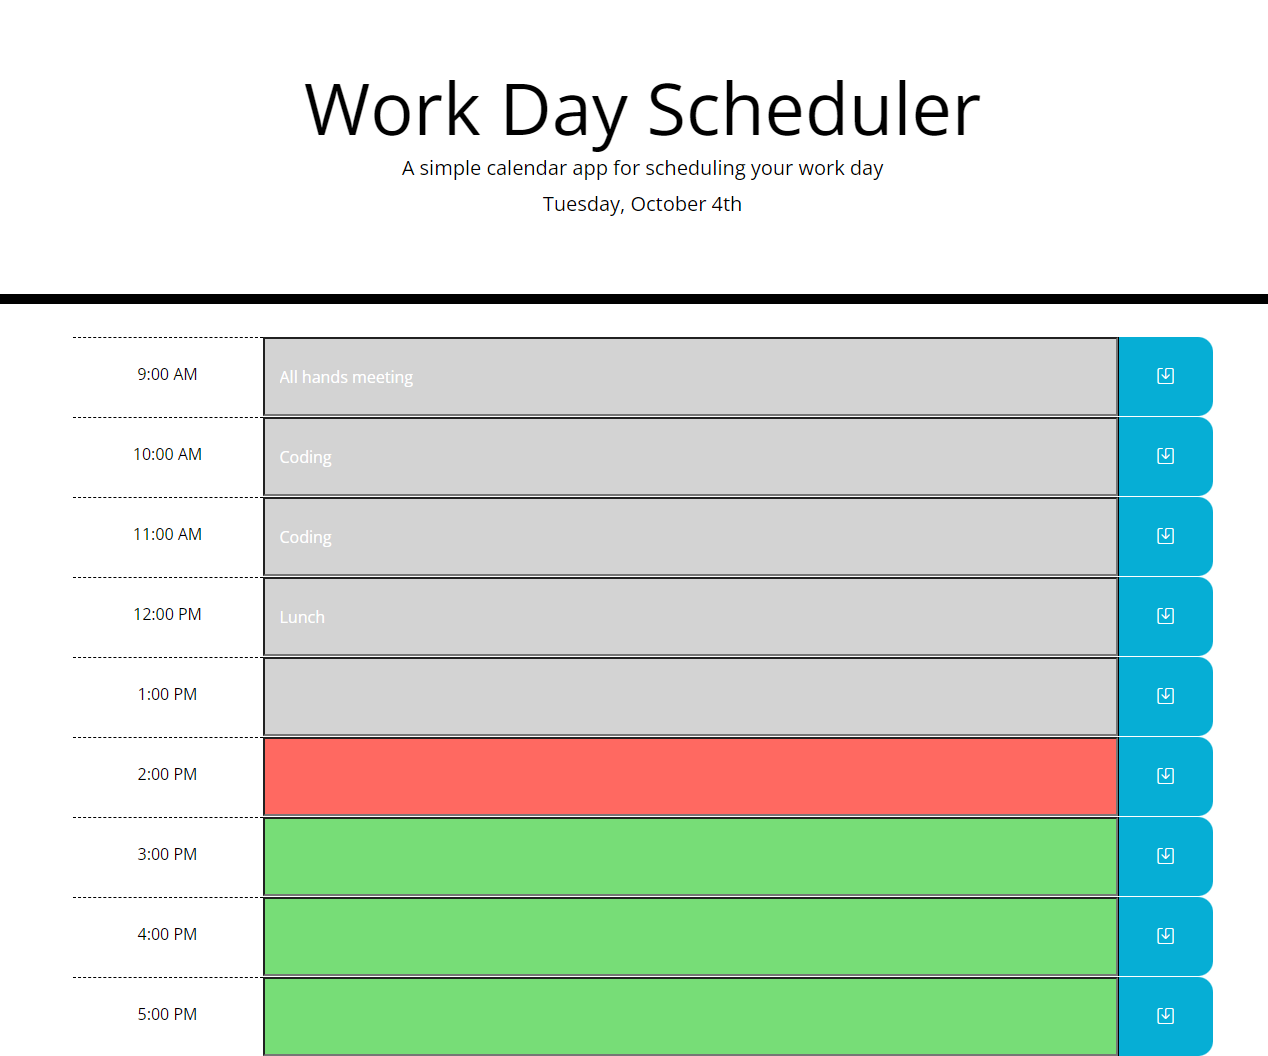 Work Day Scheduler
A simple calendar app for scheduling your work day
Tuesday, October 4th
9:00 AM All hands meeting
10:00 AM Coding
11:00 AM Coding
12:00 PM Lunch
1:00 PM
2:00 PM
3:00 PM
4:00 PM
5:00 PM